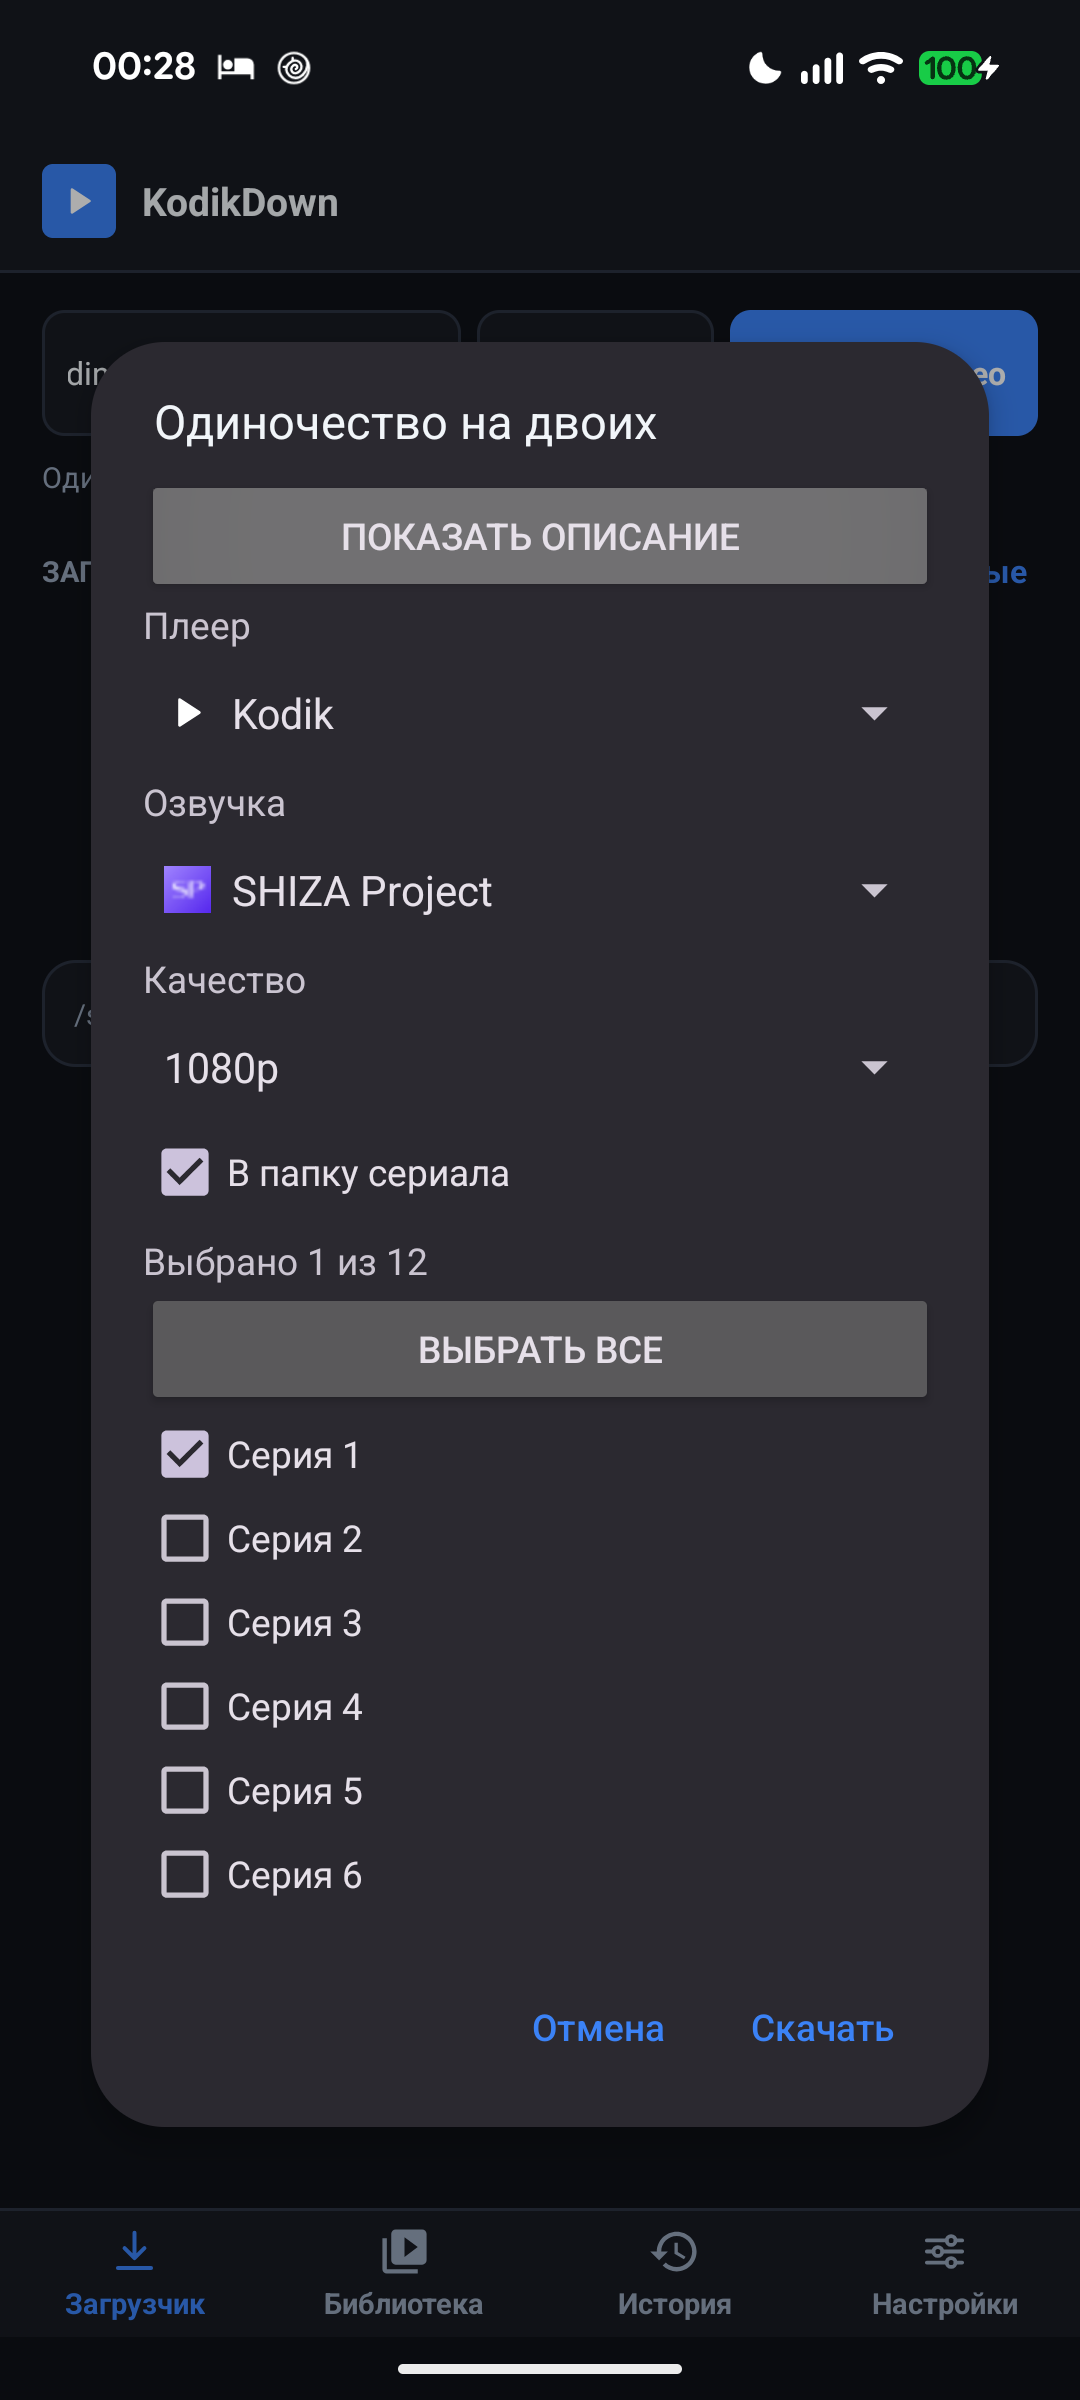 00:28
100
KodikDown
Одиночество на двоих
ПОКАЗАТЬ ОПИСАНИЕ
Плеер
Kodik
Озвучка
SP SHIZA Project
Качество
1080p
В папку сериала
Выбрано 1 из 12
ВЫБРАТЬ ВСЕ
Серия 1
Серия 2
Серия 3
Серия 4
Серия 5
Серия 6
Отмена Скачать
Загрузчик Библиотека История Настройки